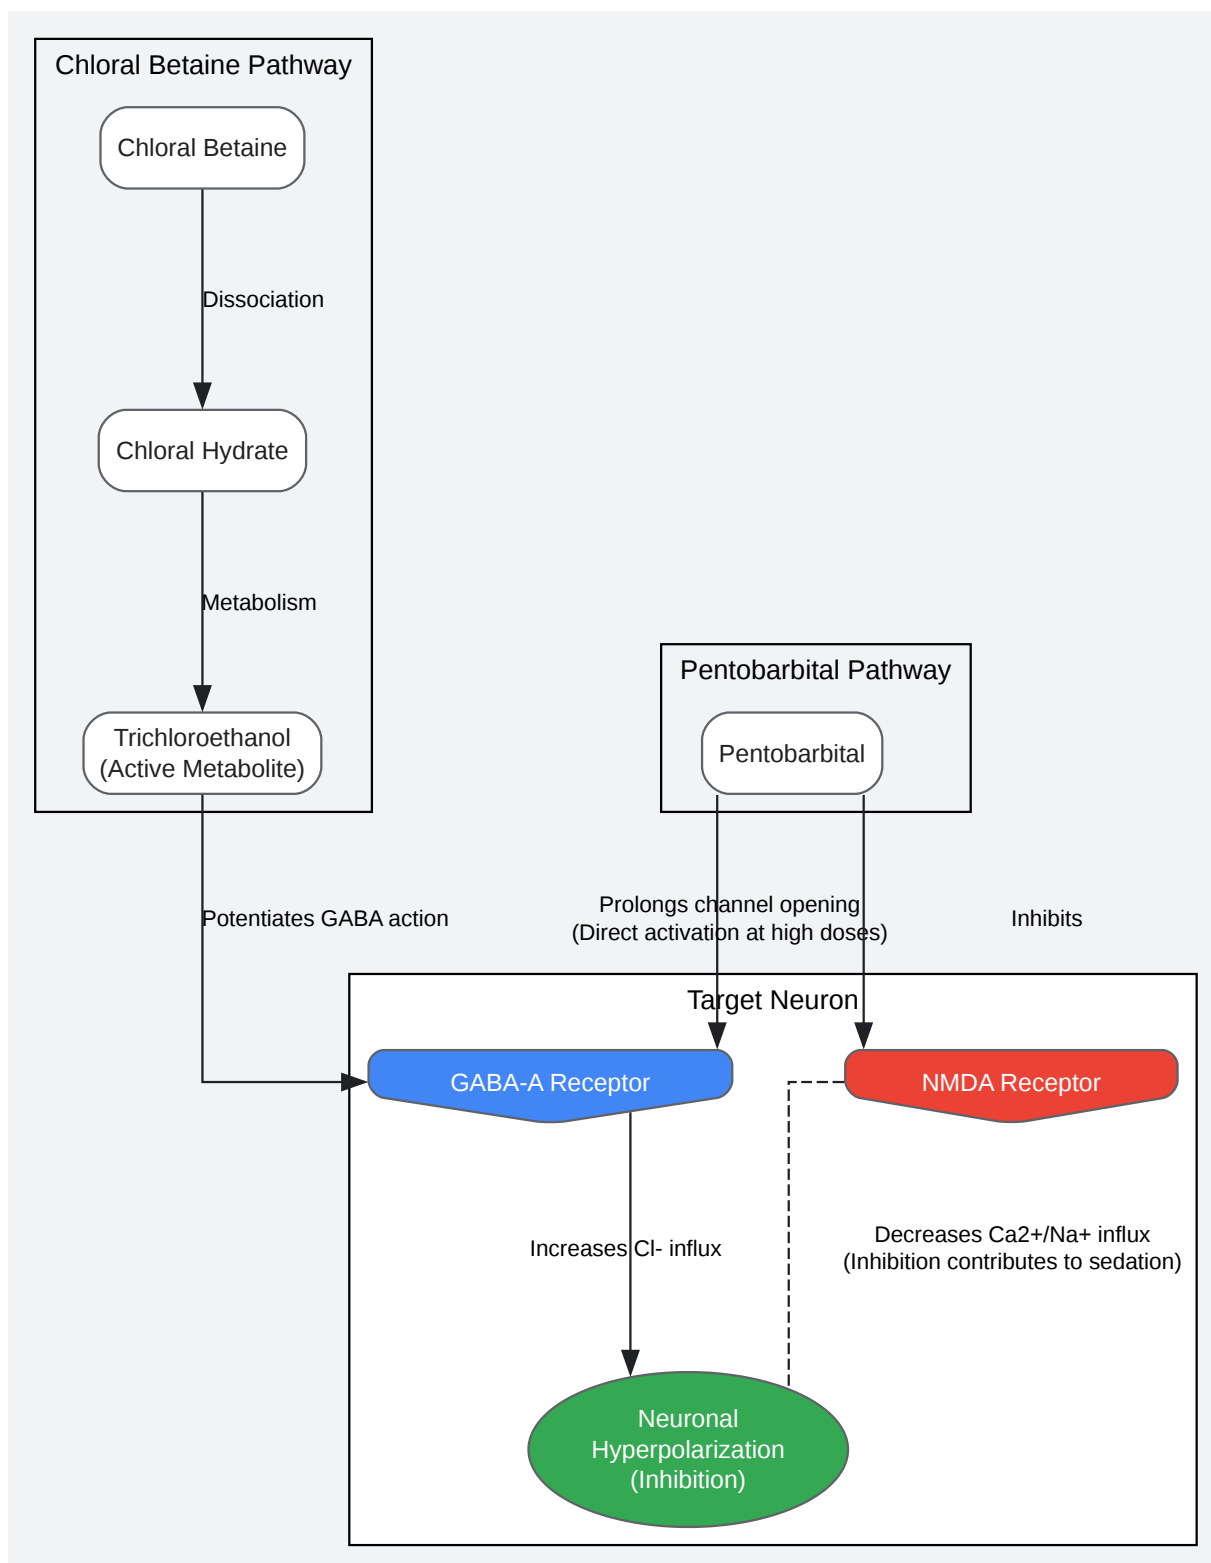 Chloral Betaine Pathway
Chloral Betaine
Dissociation
Chloral Hydrate
Metabolism
Trichloroethanol
(Active Metabolite)
Potentiates GABA action
Pentobarbital Pathway
Pentobarbital
Prolongs channel opening
(Direct activation at high doses)
Inhibits
Target Neuron
GABA-A Receptor
NMDA Receptor
Increases Cl- influx
Decreases Ca2+/Na+ influx
(Inhibition contributes to sedation)
Neuronal
Hyperpolarization
(Inhibition)